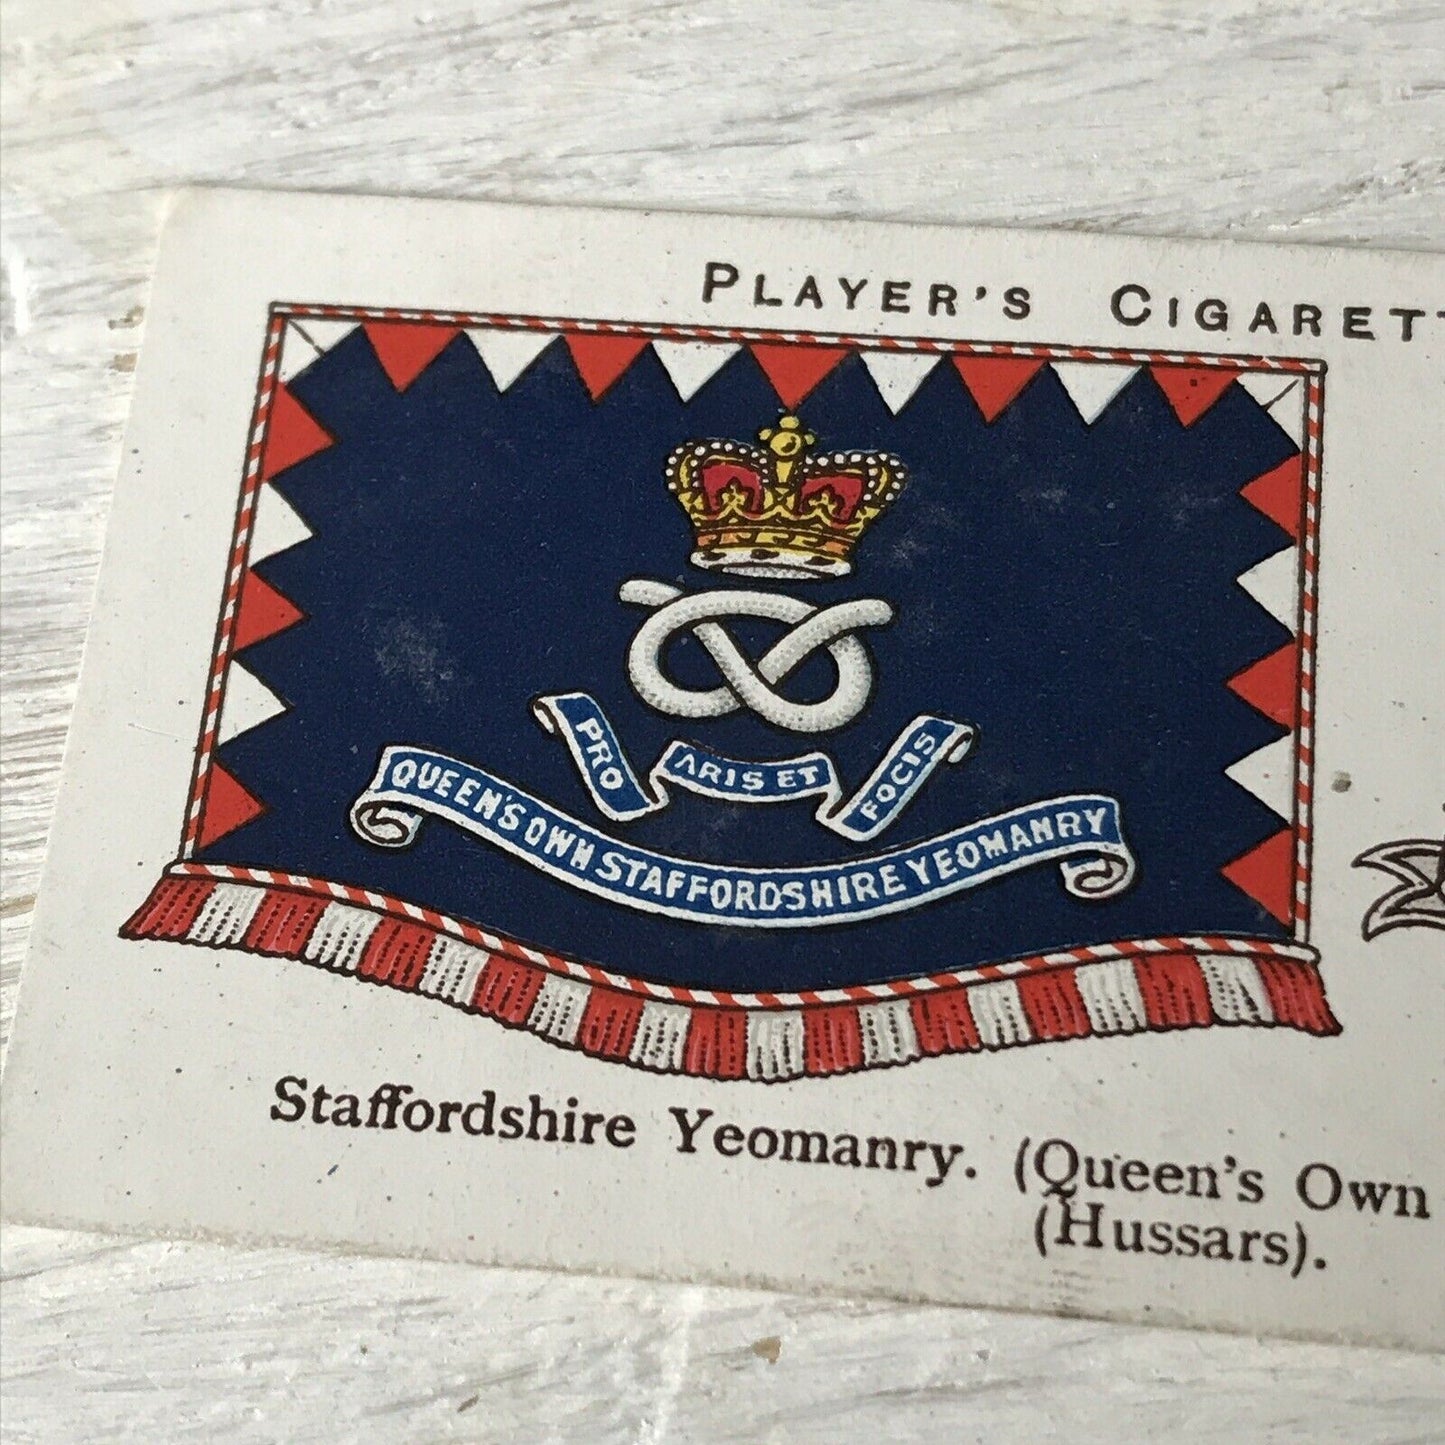 PLAYER'S CIGARETT
PRO ARIS ET FOCIS
QUEEN'S OWN STAFFORDSHIRE YEOMANRY
Staffordshire Yeomanry. (Queen's Own
(Hussars).